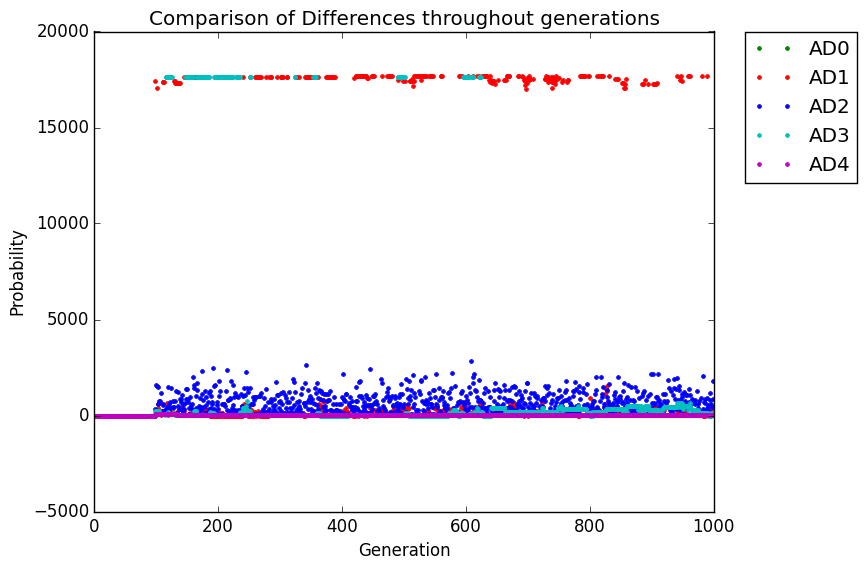 Comparison of Differences throughout generations
20000
15000
10000
5000
0
−5000
0 200 400 600 800 1000
Probability
Generation
AD0
AD1
AD2
AD3
AD4